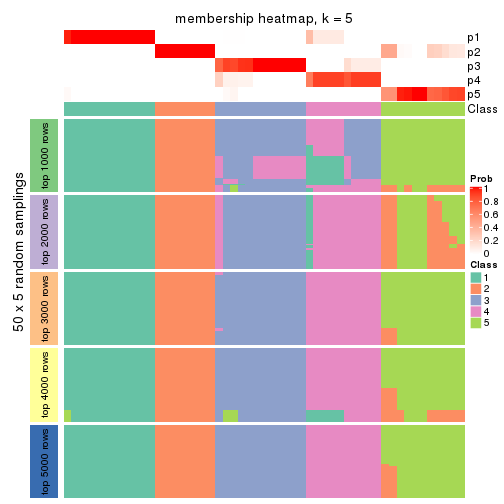 membership heatmap, k = 5
p1
p2
p3
p4
p5
Class
50 x 5 random samplings
top 1000 rows
top 2000 rows
top 3000 rows
top 4000 rows
top 5000 rows
Prob
1
0.8
0.6
0.4
0.2
0
Class
1
2
3
4
5